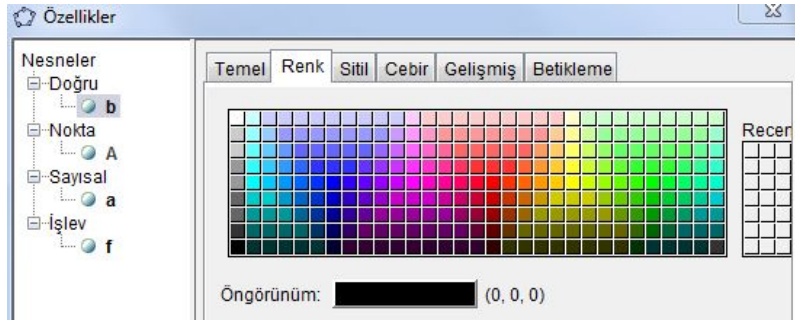 Özellikler
Nesneler
Doğru
b
Nokta
A
Sayısal
a
İşlev
f
Temel Renk Sitil Cebir Gelişmiş Betikleme
Recen
Öngörünüm: (0, 0, 0)